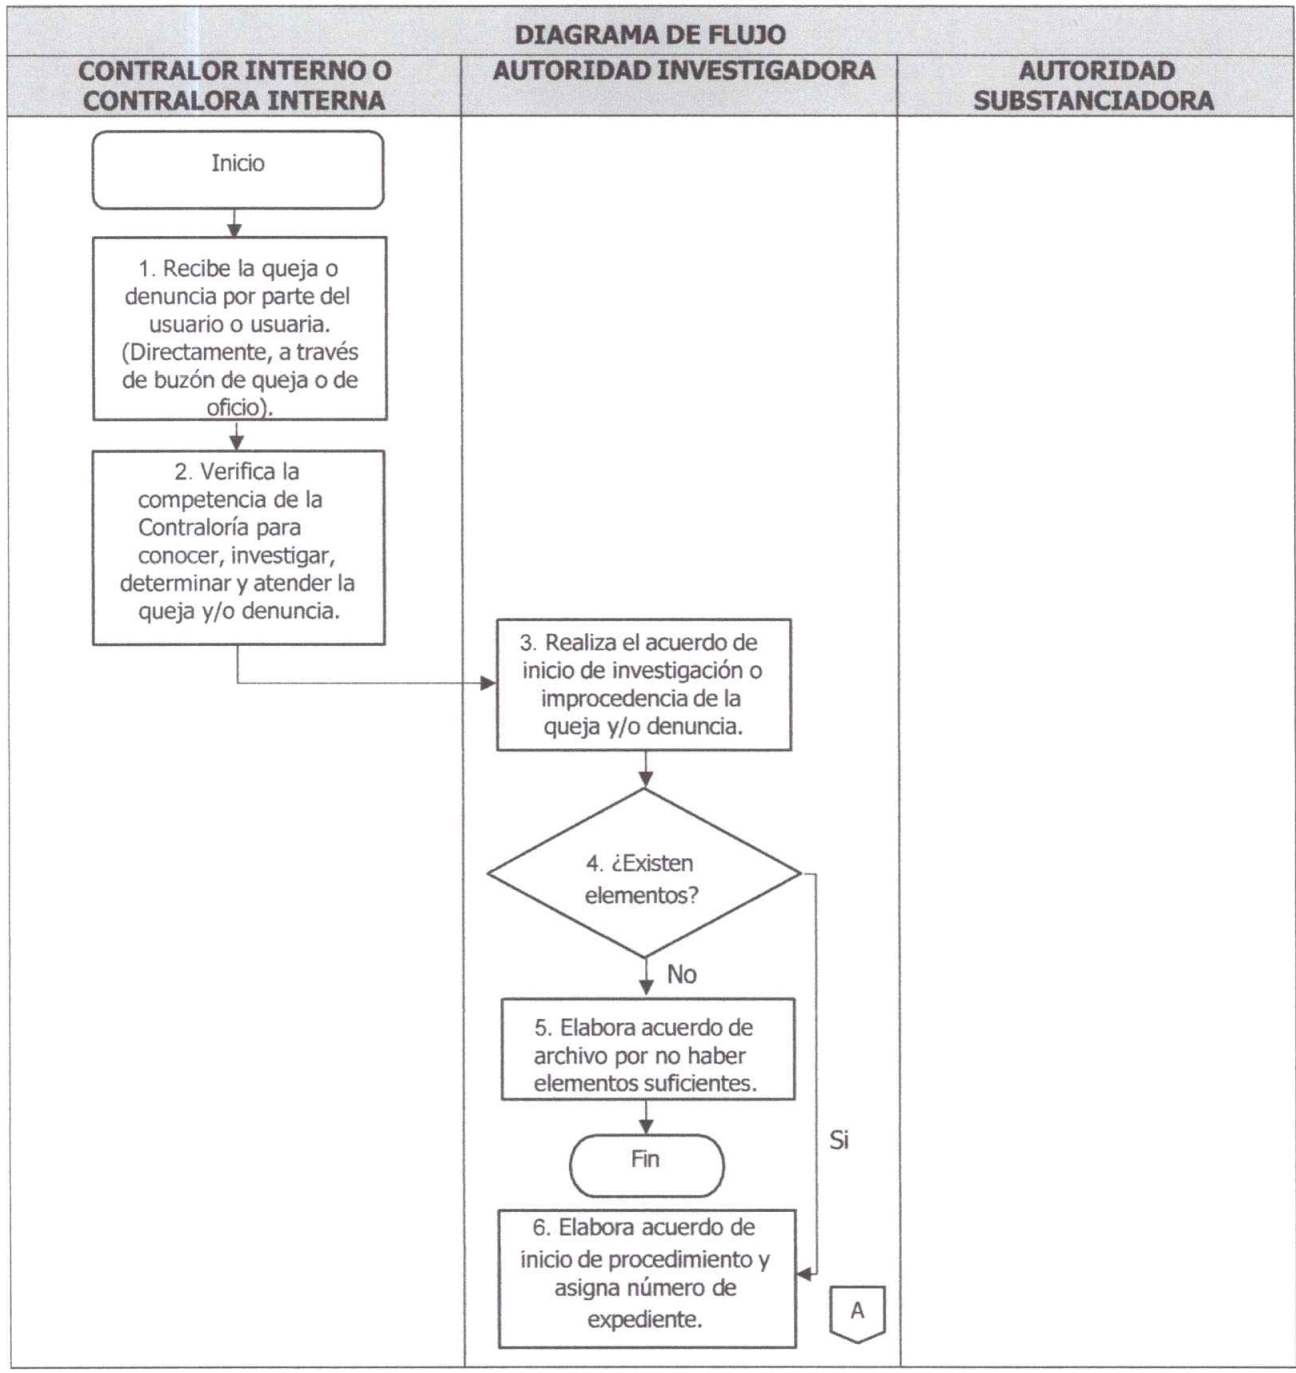 DIAGRAMA DE FLUJO
CONTRALOR INTERNO O
CONTRALORA INTERNA
AUTORIDAD INVESTIGADORA
AUTORIDAD
SUBSTANCIADORA
Inicio
1. Recibe la queja o
denuncia por parte del
usuario o usuaria.
(Directamente, a través
de buzón de queja o de
oficio).
2. Verifica la
competencia de la
Contraloría para
conocer, investigar,
determinar y atender la
queja y/o denuncia.
3. Realiza el acuerdo de
inicio de investigación o
improcedencia de la
queja y/o denuncia.
4. ¿Existen
elementos?
No
5. Elabora acuerdo de
archivo por no haber
elementos suficientes.
Si
Fin
6. Elabora acuerdo de
inicio de procedimiento y
asigna número de
expediente.
A